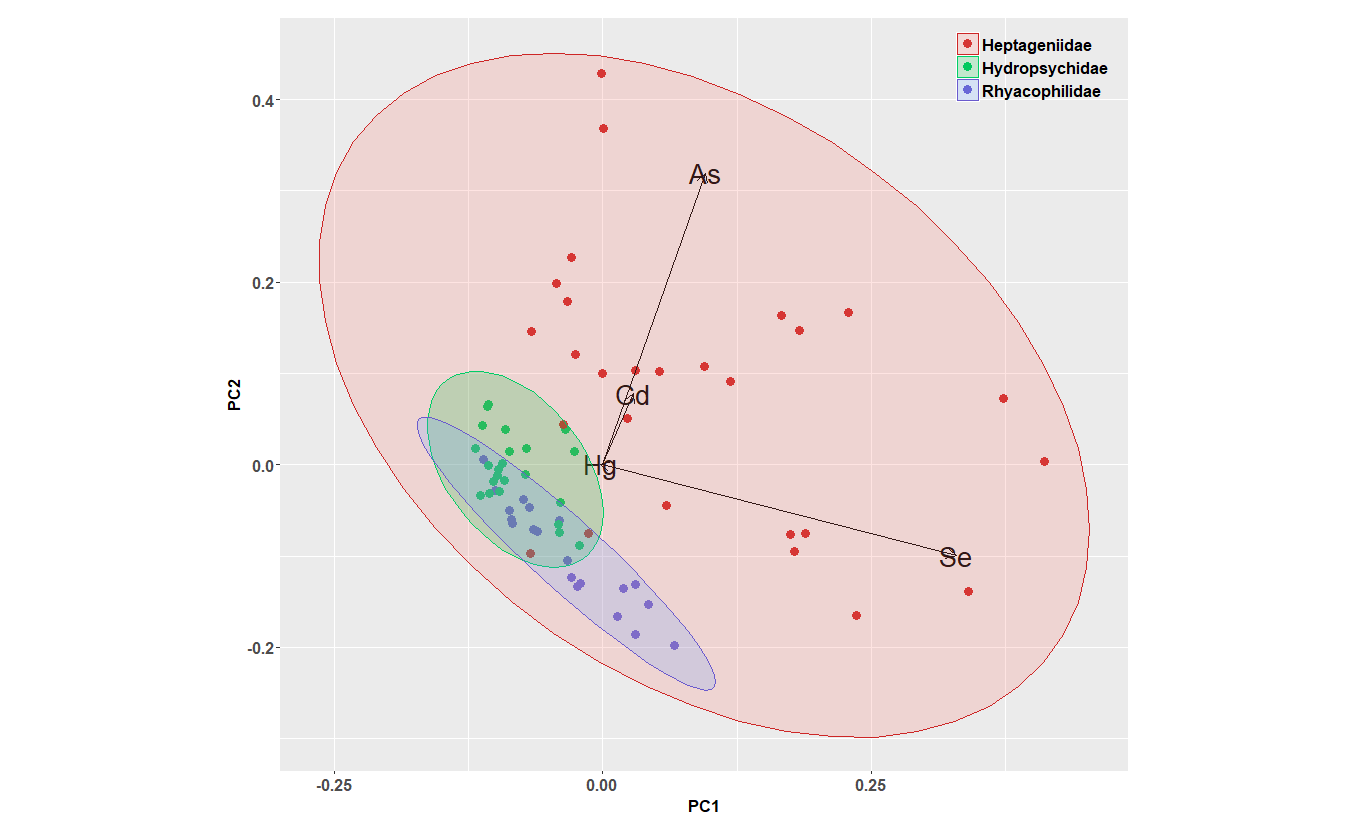 Heptageniidae
Hydropsychidae
Rhyacophilidae
0.4
As
0.2
Cd
PC2
0.0
Hg
Se
-0.2
-0.25
0.00
0.25
PC1